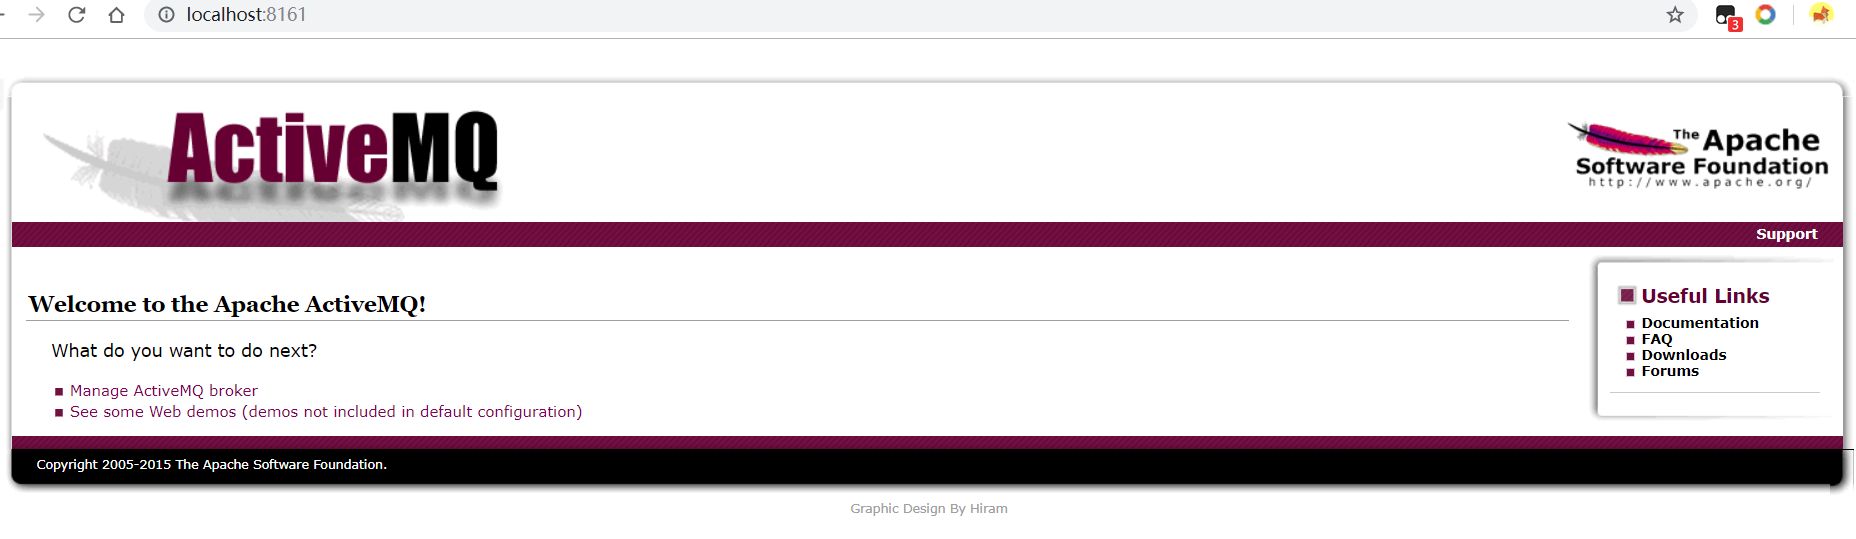 localhost:8161
3
ActiveMQ
The Apache
Software Foundation
http://www.apache.org/
Support
Welcome to the Apache ActiveMQ!
What do you want to do next?
Manage ActiveMQ broker
See some Web demos (demos not included in default configuration)
Useful Links
Documentation
FAQ
Downloads
Forums
Copyright 2005-2015 The Apache Software Foundation.
Graphic Design By Hiram